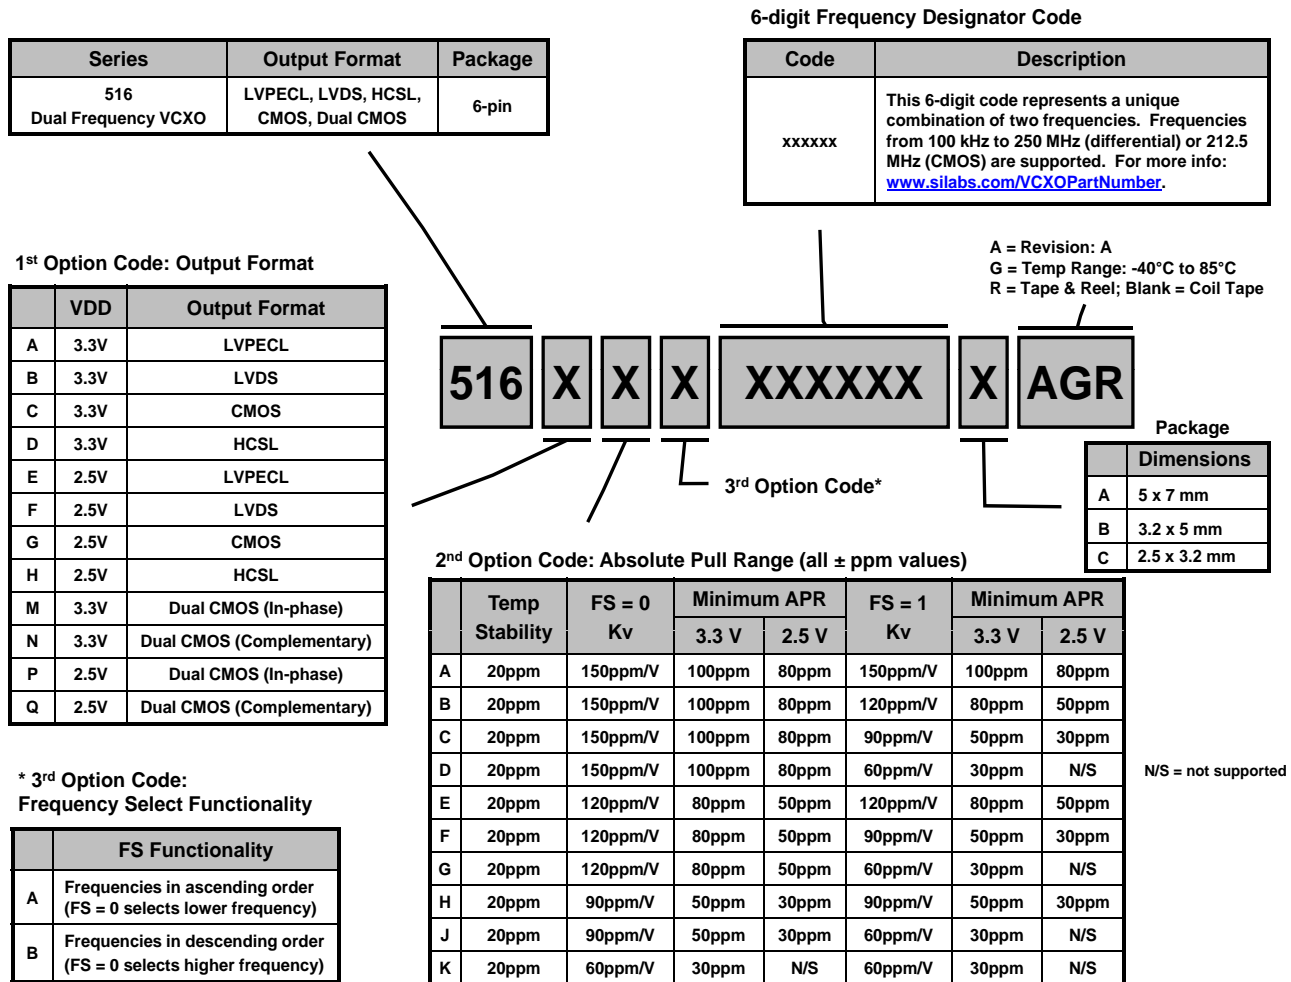 6-digit Frequency Designator Code
Series Output Format Package
516
Dual Frequency VCXO
LVPECL, LVDS, HCSL,
CMOS, Dual CMOS
6-pin
Code Description
xxxxxx
This 6-digit code represents a unique
combination of two frequencies. Frequencies
from 100 kHz to 250 MHz (differential) or 212.5
MHz (CMOS) are supported. For more info:
www.silabs.com/VCXOPartNumber.
A = Revision: A
G = Temp Range: -40°C to 85°C
R = Tape & Reel; Blank = Coil Tape
1st Option Code: Output Format
VDD Output Format
A 3.3V LVPECL
B 3.3V LVDS
C 3.3V CMOS
D 3.3V HCSL
E 2.5V LVPECL
F 2.5V LVDS
G 2.5V CMOS
H 2.5V HCSL
M 3.3V Dual CMOS (In-phase)
N 3.3V Dual CMOS (Complementary)
P 2.5V Dual CMOS (In-phase)
Q 2.5V Dual CMOS (Complementary)
516 X X X XXXXXX X AGR
3rd Option Code*
Package
Dimensions
A 5 x 7 mm
B 3.2 x 5 mm
C 2.5 x 3.2 mm
2nd Option Code: Absolute Pull Range (all ± ppm values)
Temp Stability FS = 0 Kv Minimum APR FS = 1 Kv Minimum APR
3.3 V 2.5 V 3.3 V 2.5 V
A 20ppm 150ppm/V 100ppm 80ppm 150ppm/V 100ppm 80ppm
B 20ppm 150ppm/V 100ppm 80ppm 120ppm/V 80ppm 50ppm
C 20ppm 150ppm/V 100ppm 80ppm 90ppm/V 50ppm 30ppm
D 20ppm 150ppm/V 100ppm 80ppm 60ppm/V 30ppm N/S
E 20ppm 120ppm/V 80ppm 50ppm 120ppm/V 80ppm 50ppm
F 20ppm 120ppm/V 80ppm 50ppm 90ppm/V 50ppm 30ppm
G 20ppm 120ppm/V 80ppm 50ppm 60ppm/V 30ppm N/S
H 20ppm 90ppm/V 50ppm 30ppm 90ppm/V 50ppm 30ppm
J 20ppm 90ppm/V 50ppm 30ppm 60ppm/V 30ppm N/S
K 20ppm 60ppm/V 30ppm N/S 60ppm/V 30ppm N/S
N/S = not supported
* 3rd Option Code:
Frequency Select Functionality
FS Functionality
A Frequencies in ascending order
(FS = 0 selects lower frequency)
B Frequencies in descending order
(FS = 0 selects higher frequency)